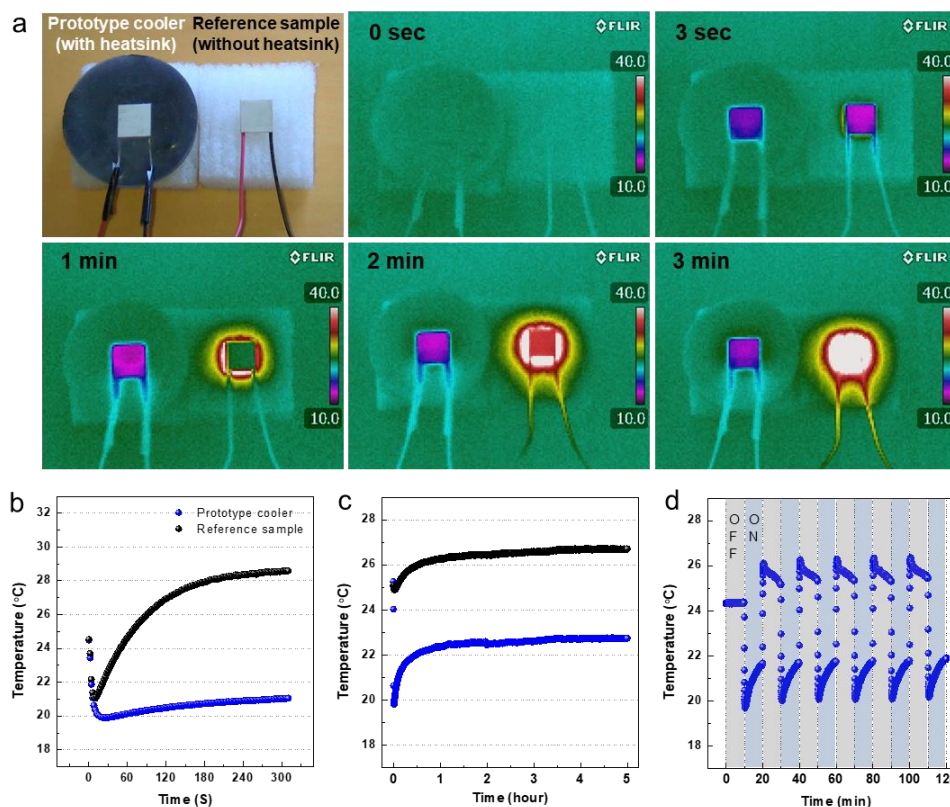 a
Prototype cooler
(with heatsink)
Reference sample
(without heatsink)
0 sec
FLIR
3 sec
FLIR
40.0
10.0
1 min
FLIR
40.0
10.0
2 min
FLIR
40.0
10.0
3 min
FLIR
40.0
10.0
b
Prototype cooler
Reference sample
Temperature (°C)
32
30
28
26
24
22
20
18
0 60 120 180 240 300
Time (S)
c
Temperature (°C)
28
26
24
22
20
18
0 1 2 3 4 5
Time (hour)
d
OFF
ON
Temperature (°C)
28
26
24
22
20
18
0 20 40 60 80 100 120
Time (min)